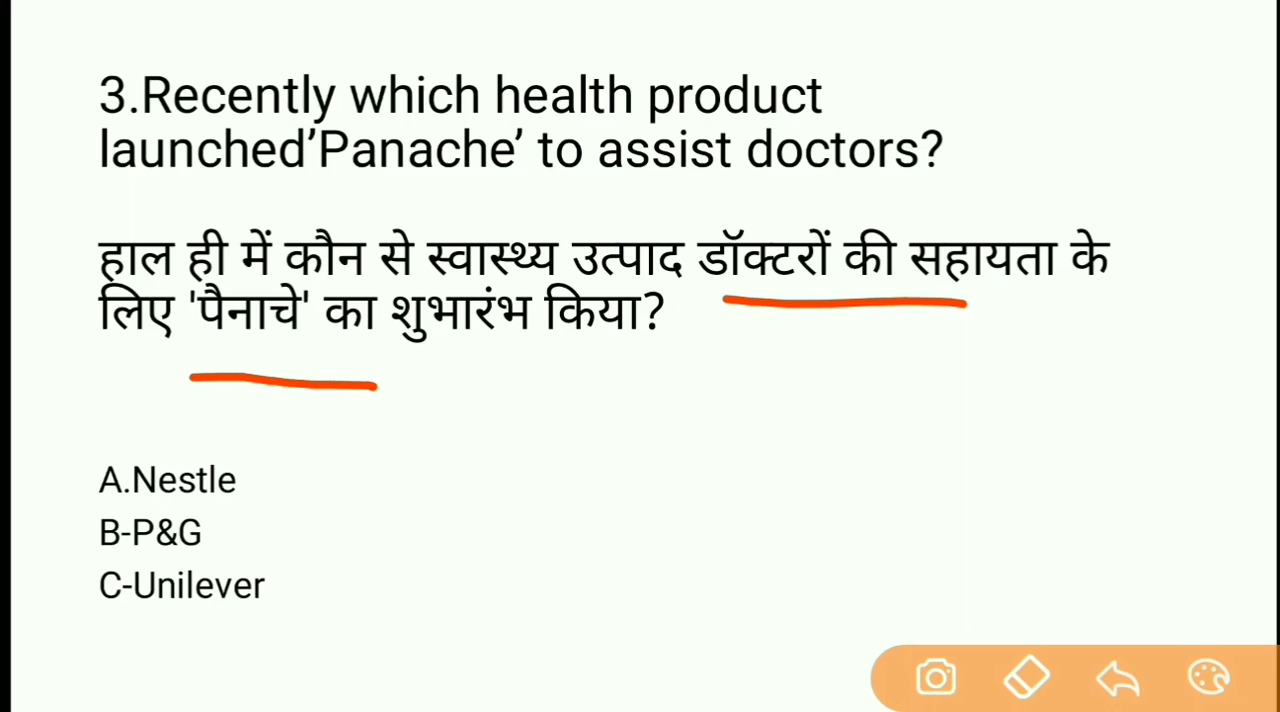 3.Recently which health product
launched’Panache’ to assist doctors?
हाल ही में कौन से स्वास्थ्य उत्पाद डॉक्टरों की सहायता के
लिए 'पैनाचे' का शुभारंभ किया?
A.Nestle
B-P&G
C-Unilever